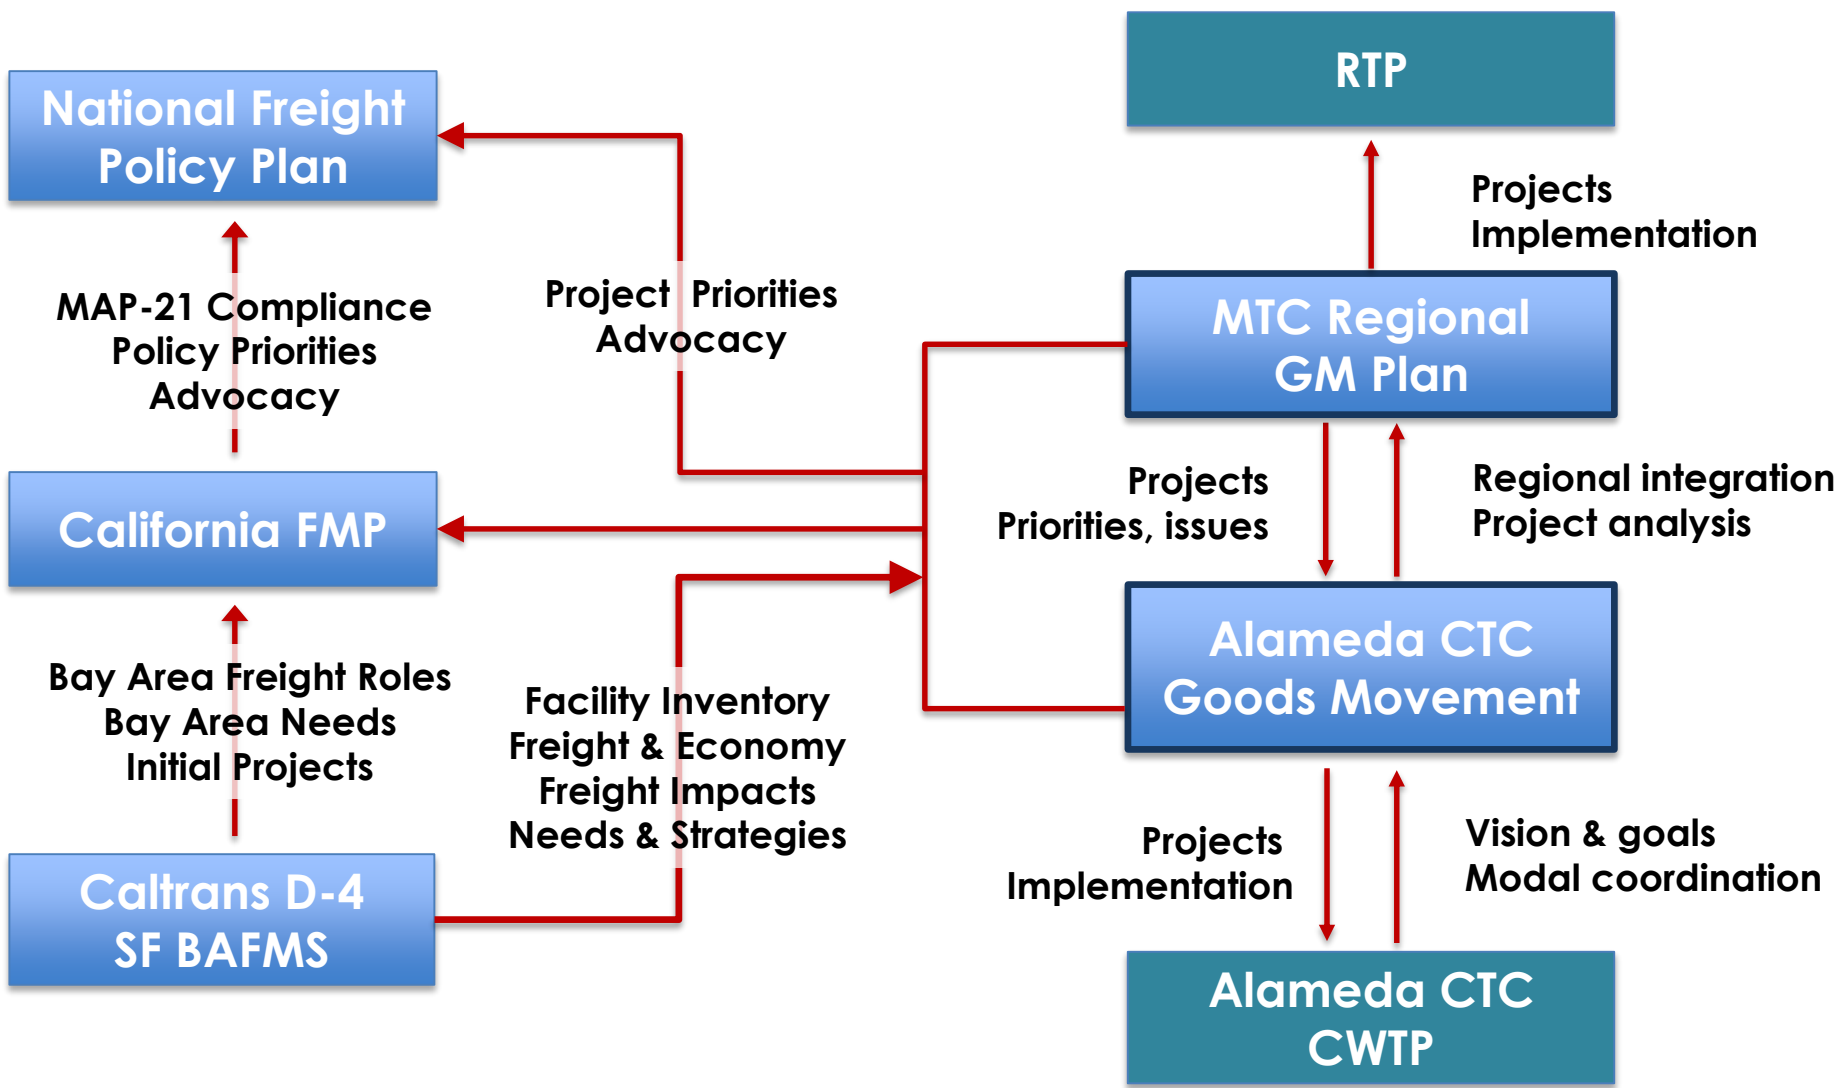 RTP
National Freight
Policy Plan
Projects
Implementation
MAP-21 Compliance
Policy Priorities
Advocacy
Project Priorities
Advocacy
MTC Regional
GM Plan
Projects
Priorities, issues
Regional integration
Project analysis
California FMP
Bay Area Freight Roles
Bay Area Needs
Initial Projects
Facility Inventory
Freight & Economy
Freight Impacts
Needs & Strategies
Alameda CTC
Goods Movement
Projects
Implementation
Vision & goals
Modal coordination
Caltrans D-4
SF BAFMS
Alameda CTC
CWTP